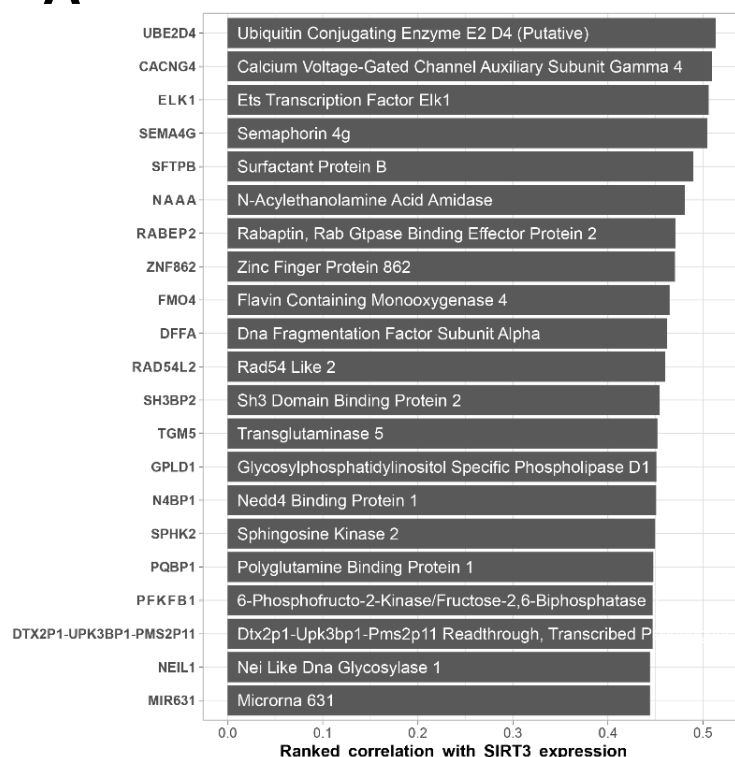 UBE2D4 Ubiquitin Conjugating Enzyme E2 D4 (Putative)
CACNG4 Calcium Voltage-Gated Channel Auxiliary Subunit Gamma 4
ELK1 Ets Transcription Factor Elk1
SEMA4G Semaphorin 4g
SFTPB Surfactant Protein B
NAAA N-Acylethanolamine Acid Amidase
RABEP2 Rabaptin, Rab Gtpase Binding Effector Protein 2
ZNF862 Zinc Finger Protein 862
FMO4 Flavin Containing Monooxygenase 4
DFFA Dna Fragmentation Factor Subunit Alpha
RAD54L2 Rad54 Like 2
SH3BP2 Sh3 Domain Binding Protein 2
TGM5 Transglutaminase 5
GPLD1 Glycosylphosphatidylinositol Specific Phospholipase D1
N4BP1 Nedd4 Binding Protein 1
SPHK2 Sphingosine Kinase 2
PQBP1 Polyglutamine Binding Protein 1
PFKFB1 6-Phosphofructo-2-Kinase/Fructose-2,6-Biphosphatase
DTX2P1-UPK3BP1-PMS2P11 Dtx2p1-Upk3bp1-Pms2p11 Readthrough, Transcribed P
NEIL1 Nei Like Dna Glycosylase 1
MIR631 Microrna 631
0.0 0.1 0.2 0.3 0.4 0.5
Ranked correlation with SIRT3 expression